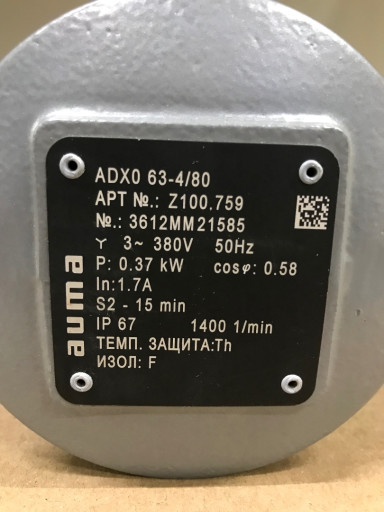 ADX0 63-4/80
АРТ №.: Z100.759
№.: 3612MM21585
Y 3~ 380V 50Hz
P: 0.37 kW cosφ: 0.58
In:1.7A
S2 - 15 min
IP 67 1400 1/min
ТЕМП. ЗАЩИТА:Th
ИЗОЛ: F
auma